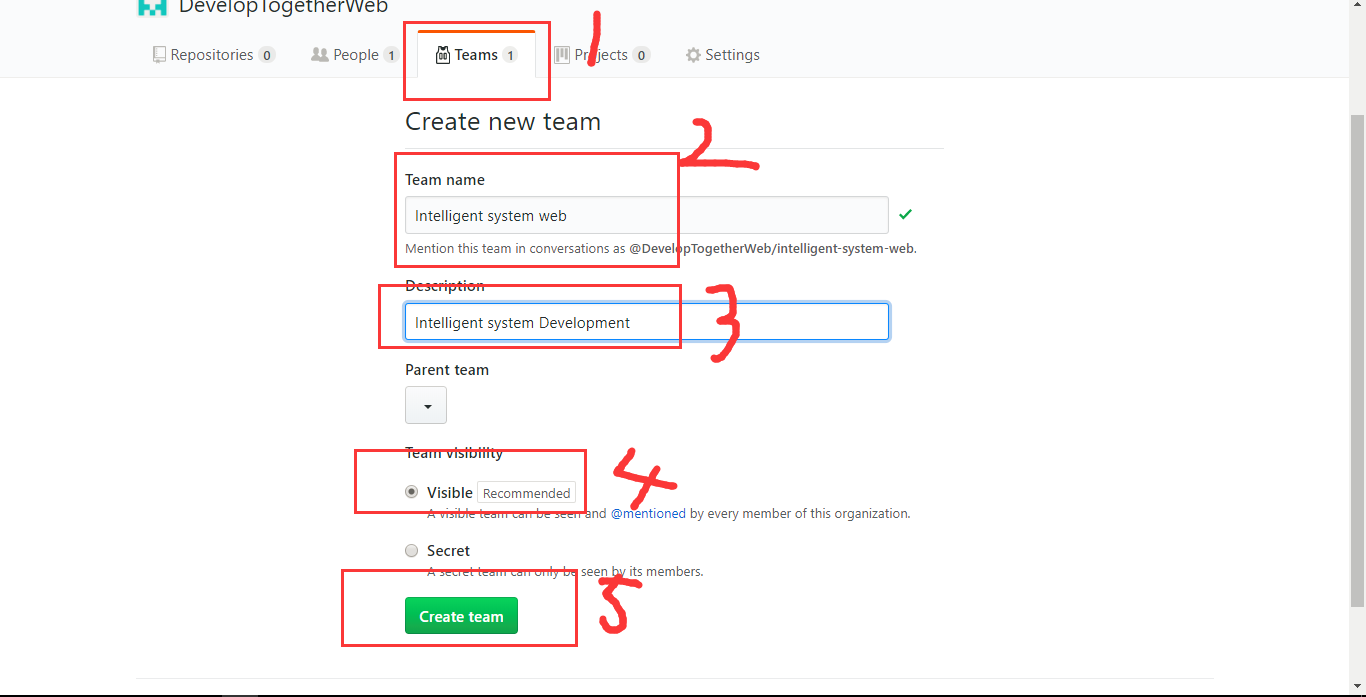 DevelopTogetherWeb
Repositories 0 People 1 Teams 1 Projects 0 Settings
1
Create new team
2
Team name
Intelligent system web
Mention this team in conversations as @DevelopTogetherWeb/intelligent-system-web.
Description
3
Intelligent system Development
Parent team
Team visibility
4
Visible Recommended
A visible team can be seen and @mentioned by every member of this organization.
Secret
A secret team can only be seen by its members.
5
Create team